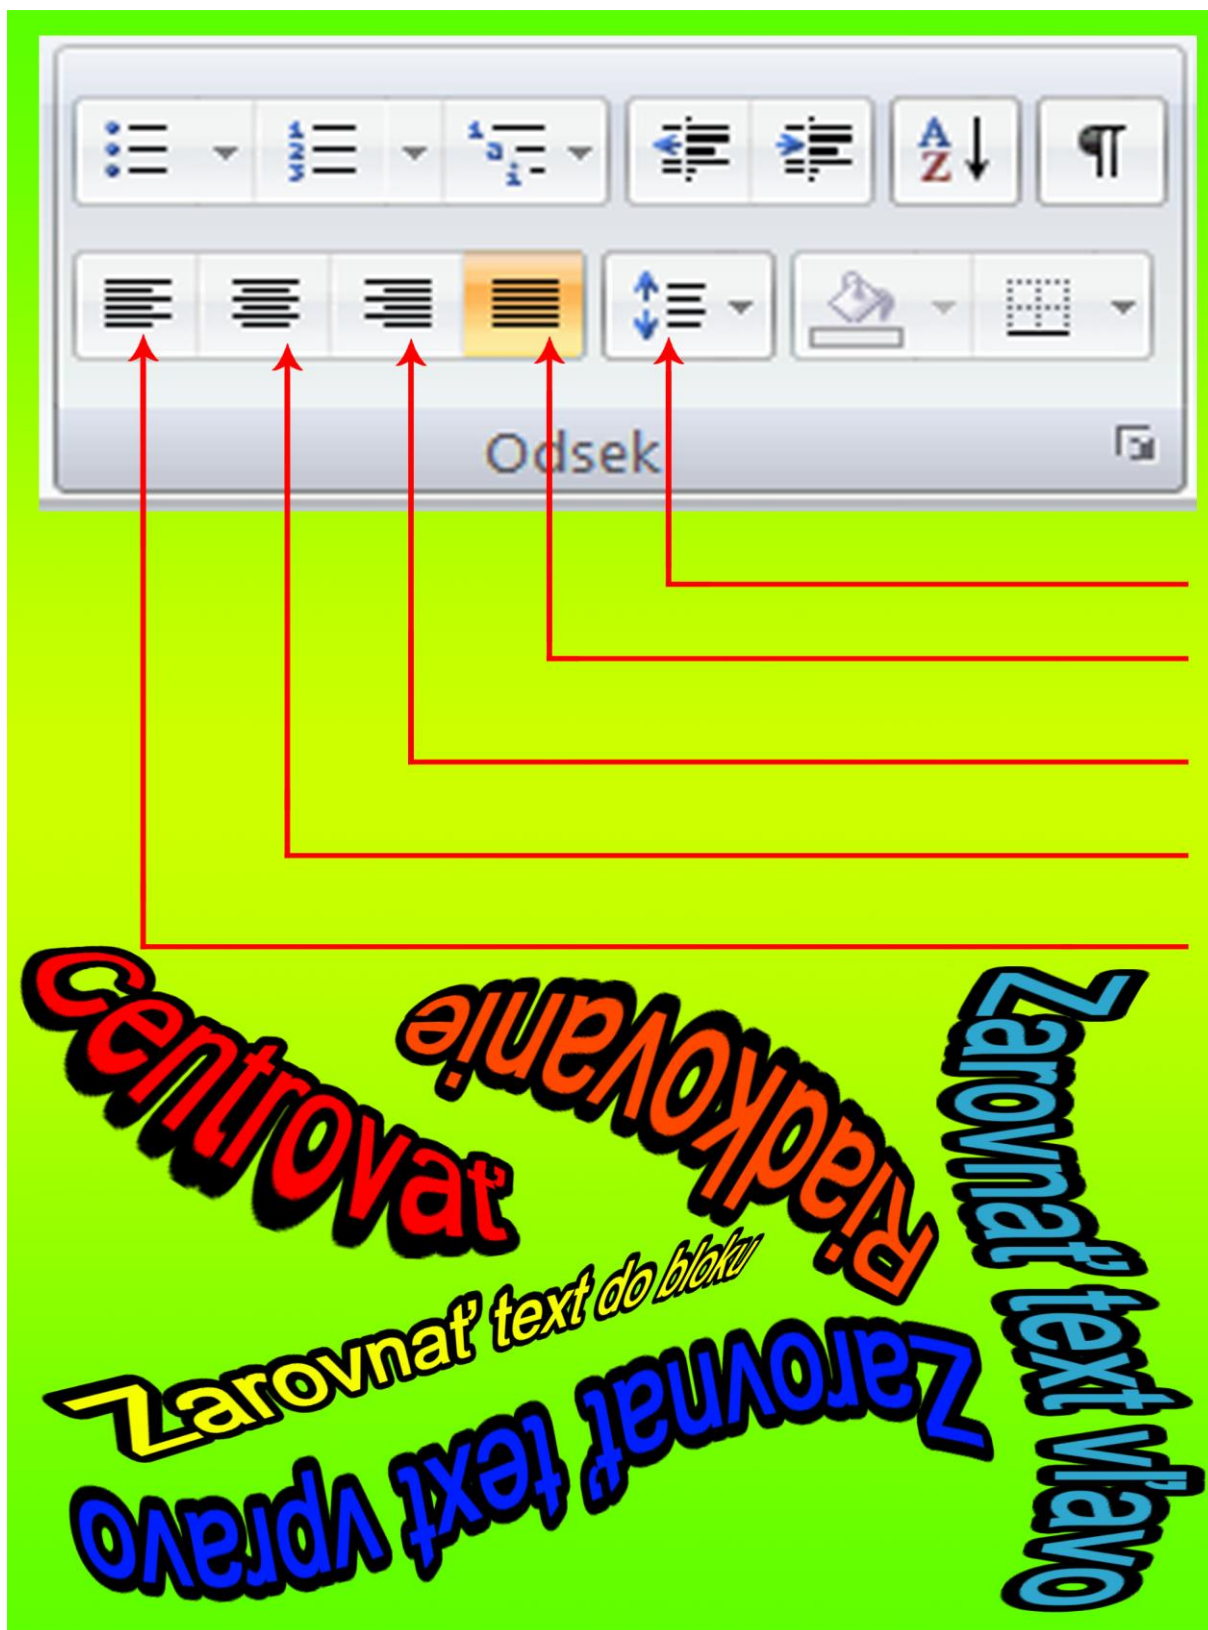 Odsek
Centrovať
Riadkovanie
Zarovnať text vľavo
Zarovnať text do bloku
Zarovnať text vpravo